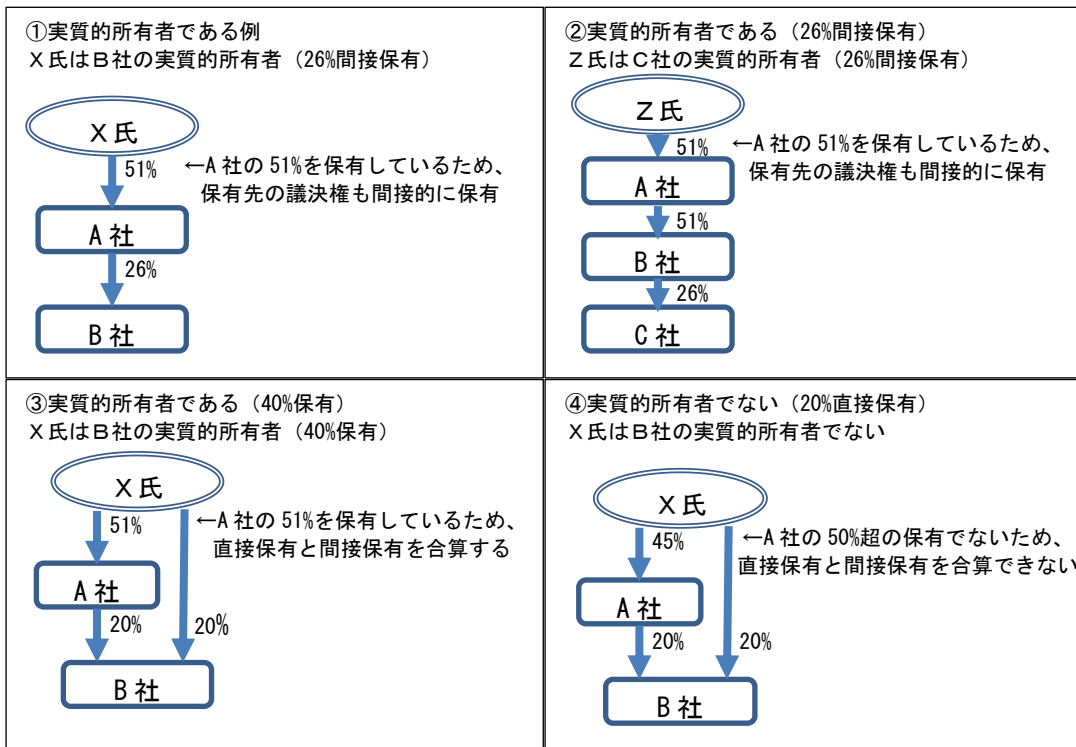 ①実質的所有者である例
X氏はB社の実質的所有者（26%間接保有）
X氏
51%
←A社の51%を保有しているため、
保有先の議決権も間接的に保有
A社
26%
B社
②実質的所有者である（26%間接保有）
Z氏はC社の実質的所有者（26%間接保有）
Z氏
51%
←A社の51%を保有しているため、
保有先の議決権も間接的に保有
A社
51%
B社
26%
C社
③実質的所有者である（40%保有）
X氏はB社の実質的所有者（40%保有）
X氏
51%
←A社の51%を保有しているため、
直接保有と間接保有を合算する
A社
20%
20%
B社
④実質的所有者でない（20%直接保有）
X氏はB社の実質的所有者でない
X氏
45%
←A社の50%超の保有でないため、
直接保有と間接保有を合算できない
A社
20%
20%
B社